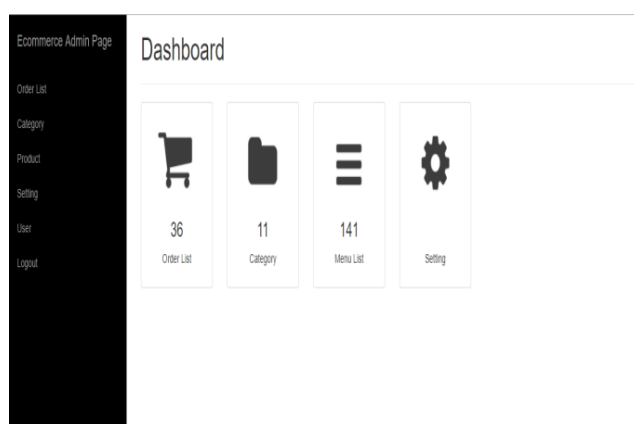 Ecommerce Admin Page
Order List
Category
Product
Setting
User
Logout
Dashboard
36
Order List
11
Category
141
Menu List
Setting